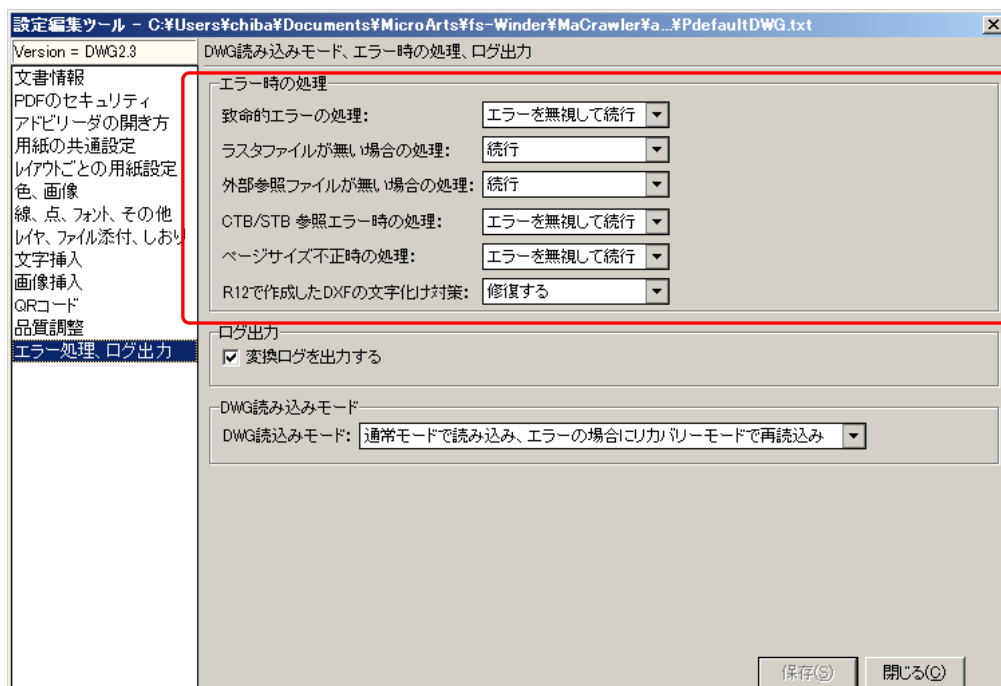 設定編集ツール - C:¥Users¥chiba¥Documents¥MicroArts¥fs-Winder¥MaCrawler¥a...¥PdefaultDWG.txt
Version = DWG2.3
DWG読み込みモード、エラー時の処理、ログ出力
文書情報
PDFのセキュリティ
アドビリーダの開き方
用紙の共通設定
レイアウトごとの用紙設定
色、画像
線、点、フォント、その他
レイヤ、ファイル添付、しおり
文字挿入
画像挿入
QRコード
品質調整
エラー処理、ログ出力
エラー時の処理
致命的エラーの処理: エラーを無視して続行
ラスタファイルが無い場合の処理: 続行
外部参照ファイルが無い場合の処理: 続行
CTB/STB 参照エラー時の処理: エラーを無視して続行
ページサイズ不正時の処理: エラーを無視して続行
R12で作成したDXFの文字化け対策: 修復する
ログ出力
変換ログを出力する
DWG読み込みモード
DWG読込みモード: 通常モードで読み込み、エラーの場合にリカバリーモードで再読込み
保存(S)
閉じる(C)